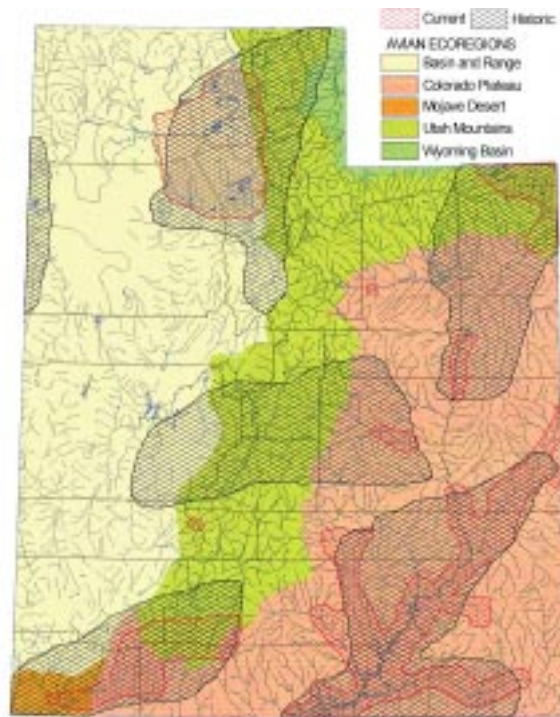 Current Historic
AVIAN ECOREGIONS
Basin and Range
Colorado Plateau
Mojave Desert
Utah Mountains
Wyoming Basin